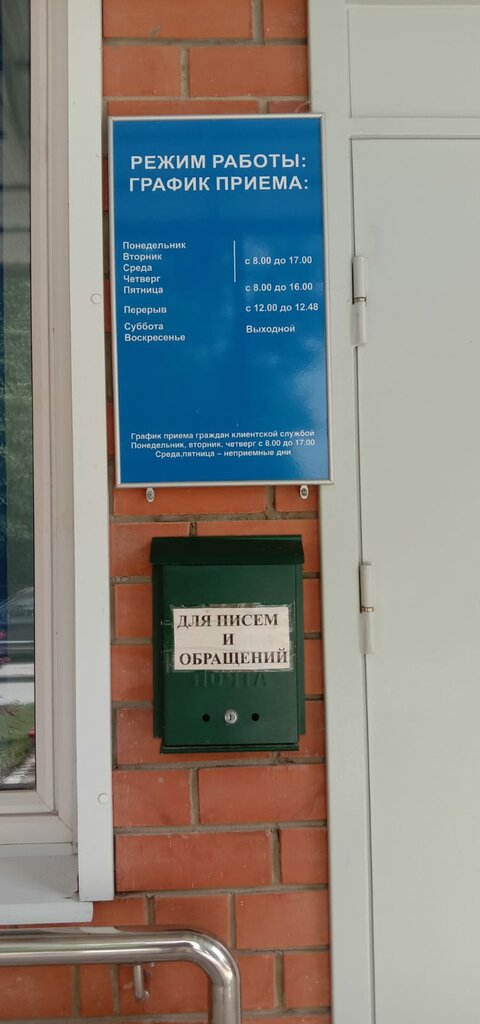 РЕЖИМ РАБОТЫ:
ГРАФИК ПРИЕМА:
Понедельник
Вторник
Среда
Четверг
с 8.00 до 17.00
Пятница с 8.00 до 16.00
Перерыв с 12.00 до 12.48
Суббота
Воскресенье
Выходной
График приема граждан клиентской службой
Понедельник, вторник, четверг с 8.00 до 17.00
Среда,пятница – неприемные дни
ДЛЯ ПИСЕМ
И
ОБРАЩЕНИЙ
ПОЧТА